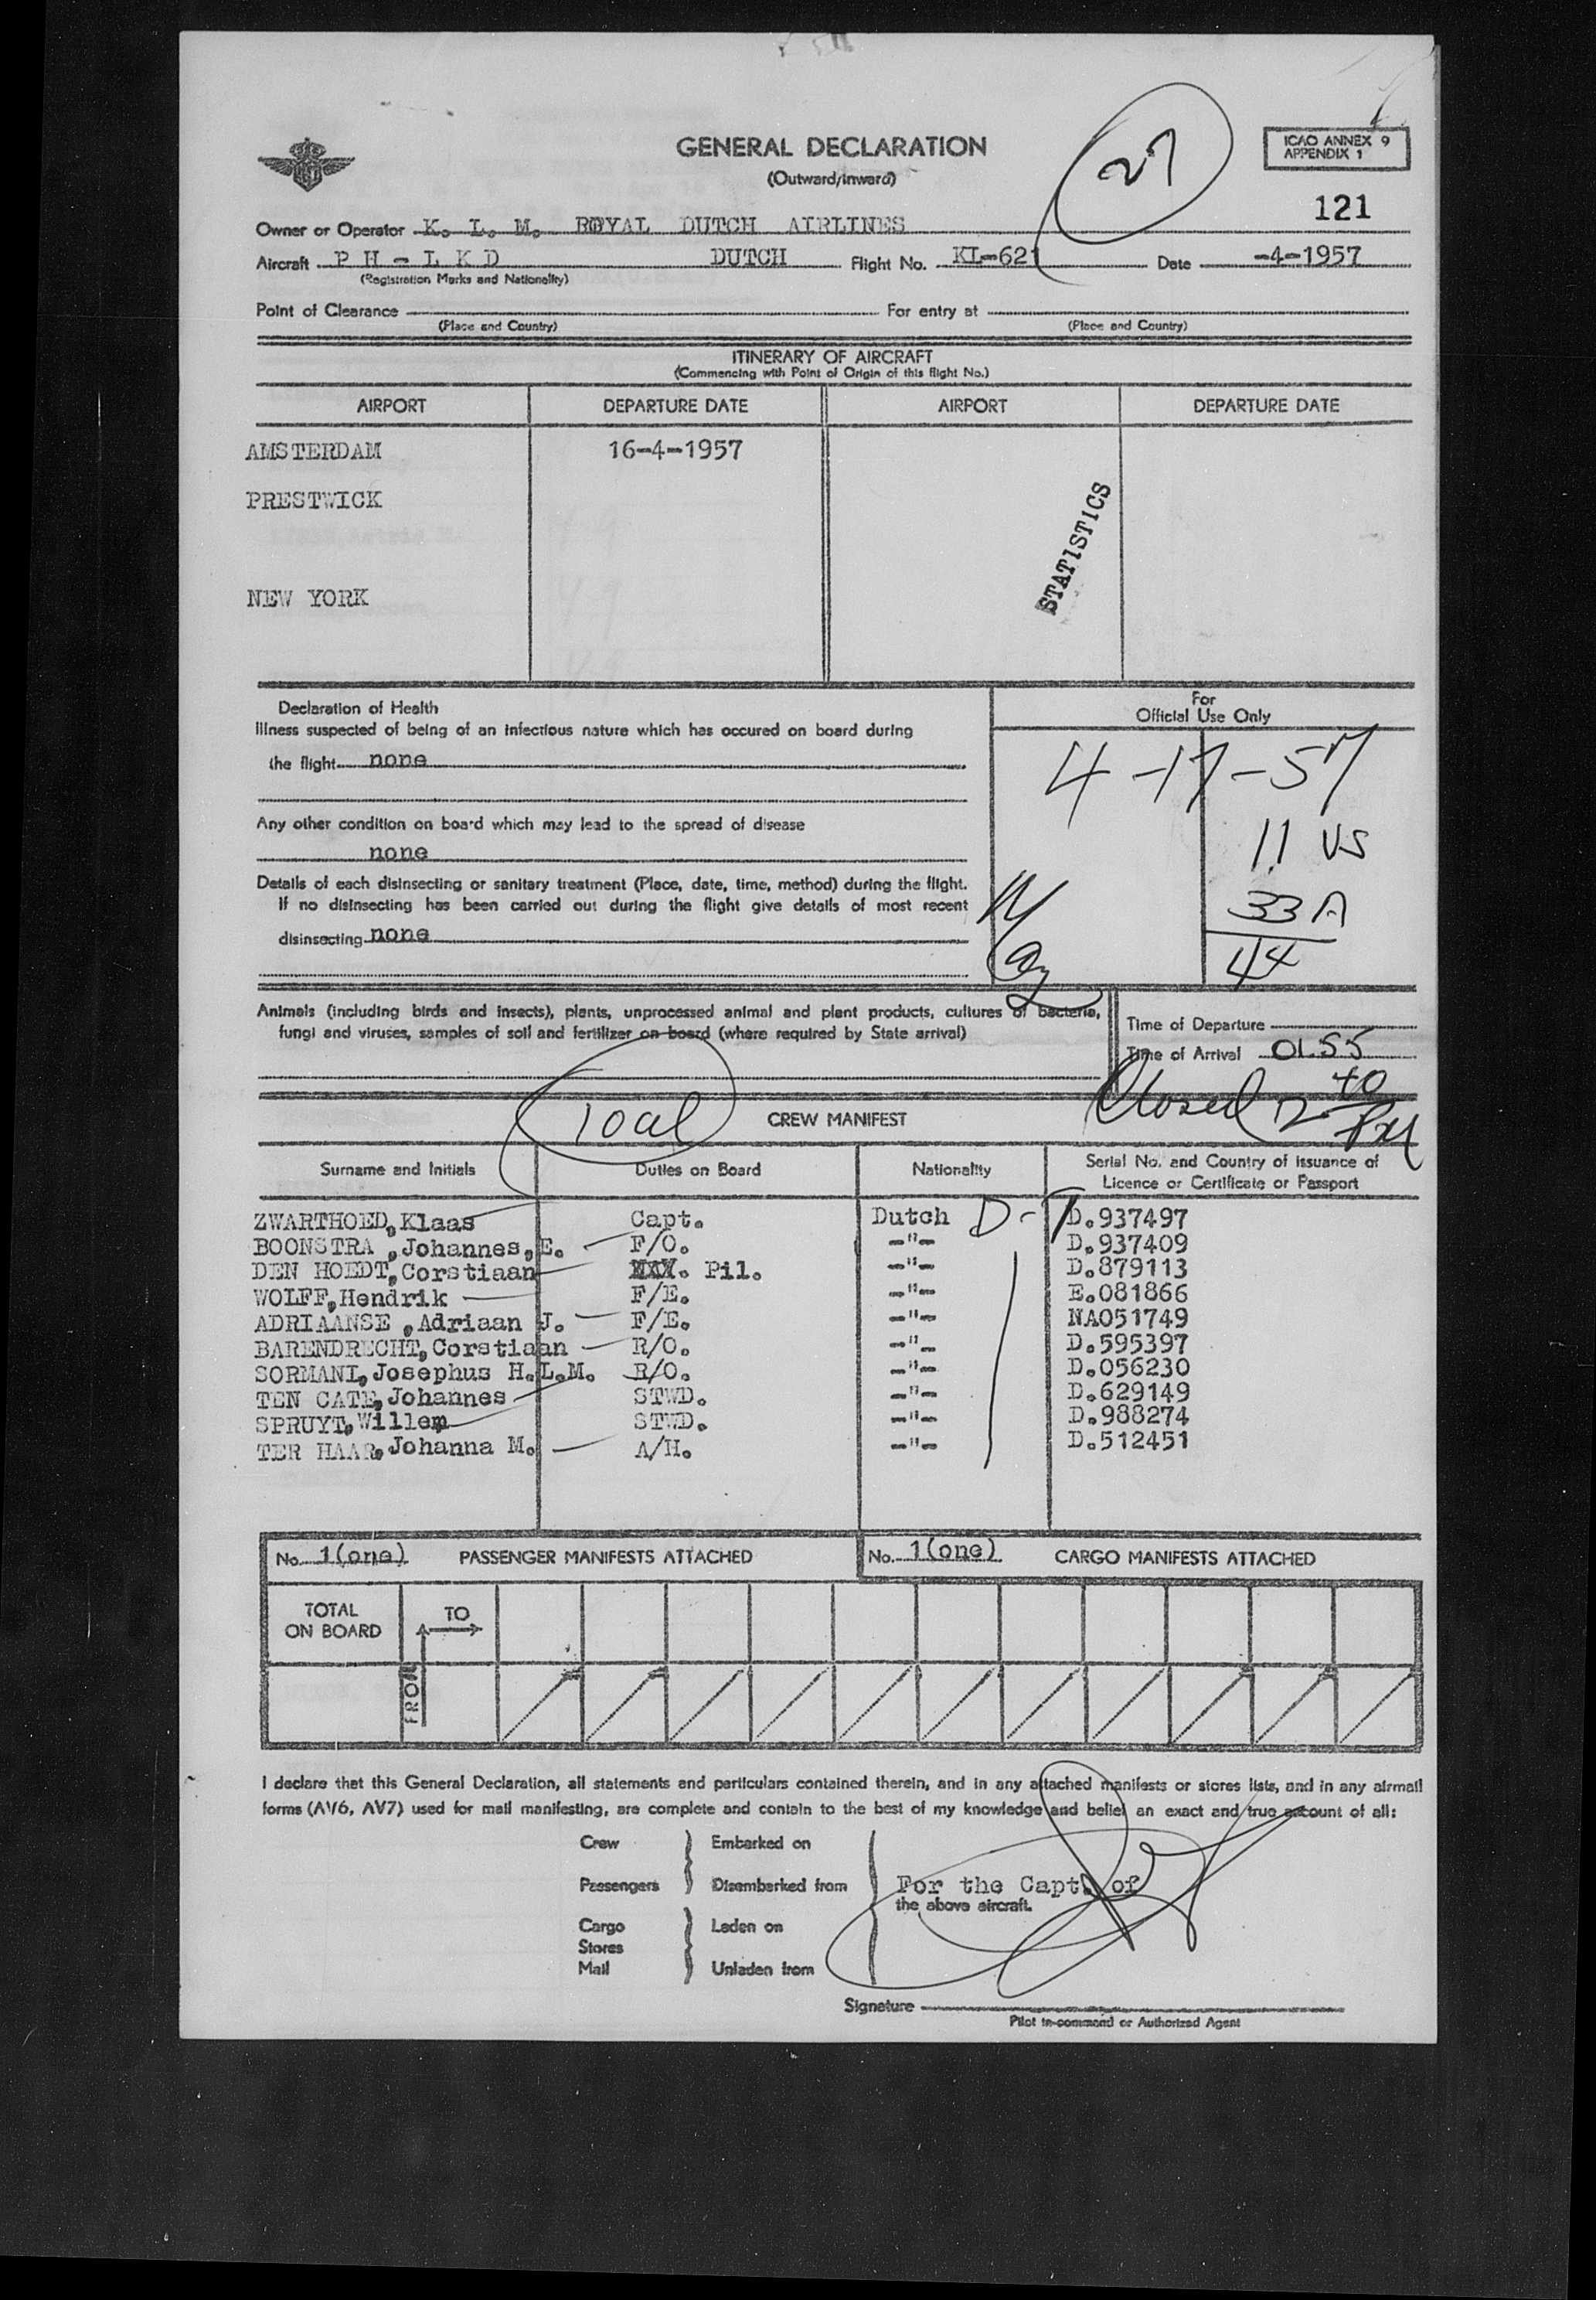 GENERAL DECLARATION
(Outward/Inward)
27
ICAO ANNEX 9
APPENDIX 1
121
Owner or Operator K. L. M. ROYAL DUTCH AIRLINES
Aircraft P H - L K D DUTCH Flight No. KL-621 Date -4-1957
(Registration Marks and Nationality)
Point of Clearance For entry at
(Place and Country) (Place and Country)
ITINERARY OF AIRCRAFT
(Commencing with Point of Origin of this flight No.)
AIRPORT DEPARTURE DATE AIRPORT DEPARTURE DATE
AMSTERDAM 16-4-1957
PRESTWICK
STATISTICS
NEW YORK
Declaration of Health
Illness suspected of being of an infectious nature which has occured on board during
the flight none
Any other condition on board which may lead to the spread of disease
none
Details of each disinsecting or sanitary treatment (Place, date, time, method) during the flight.
If no disinsecting has been carried out during the flight give details of most recent
disinsecting none
For
Official Use Only
4-17-57
11 US
33 A
44
Animals (including birds and insects), plants, unprocessed animal and plant products, cultures of bacteria,
fungi and viruses, samples of soil and fertilizer on board (where required by State arrival)
Time of Departure
Time of Arrival 01.55
Closed 2 40
CREW MANIFEST
Surname and Initials Duties on Board Nationality Serial No. and Country of issuance of
Licence or Certificate or Passport
ZWARTHOED, Klaas Capt. Dutch D-1 D.937497
BOONSTRA, Johannes, E. F/O. -"- D.937409
DEN HOEDT, Corstiaan Pil. -"- D.879113
WOLFF, Hendrik F/E. -"- E.081866
ADRIAANSE, Adriaan J. F/E. -"- NA051749
BARENDRECHT, Corstiaan R/O. -"- D.595397
SORMANI, Josephus H.L.M. R/O. -"- D.056230
TEN CATE, Johannes STWD. -"- D.629149
SPRUYT, Willem STWD. -"- D.988274
TER HAAR, Johanna M. A/H. -"- D.512451
No. 1(one) PASSENGER MANIFESTS ATTACHED No. 1(one) CARGO MANIFESTS ATTACHED
TOTAL
ON BOARD
TO
FROM
I declare that this General Declaration, all statements and particulars contained therein, and in any attached manifests or stores lists, and in any airmail
forms (AV6, AV7) used for mail manifesting, are complete and contain to the best of my knowledge and belief an exact and true account of all:
Crew Embarked on
Passengers Disembarked from
For the Capt. of
the above aircraft.
Cargo Laden on
Stores
Mail Unladen from
Signature
Pilot in-command or Authorized Agent